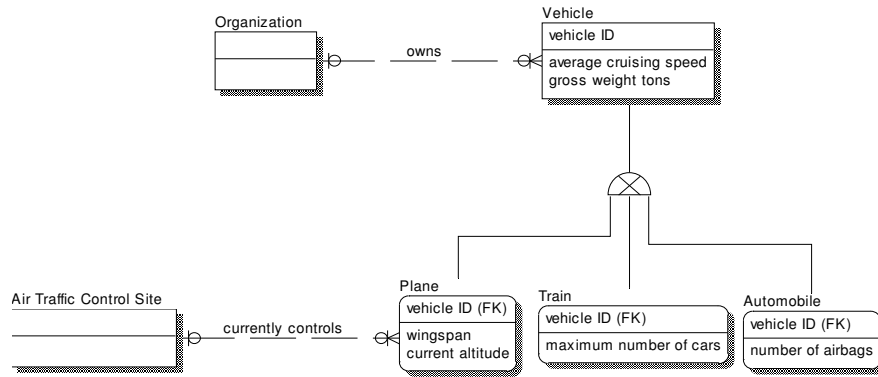 Organization
owns
Vehicle
vehicle ID
average cruising speed
gross weight tons
Air Traffic Control Site
currently controls
Plane
vehicle ID (FK)
wingspan
current altitude
Train
vehicle ID (FK)
maximum number of cars
Automobile
vehicle ID (FK)
number of airbags